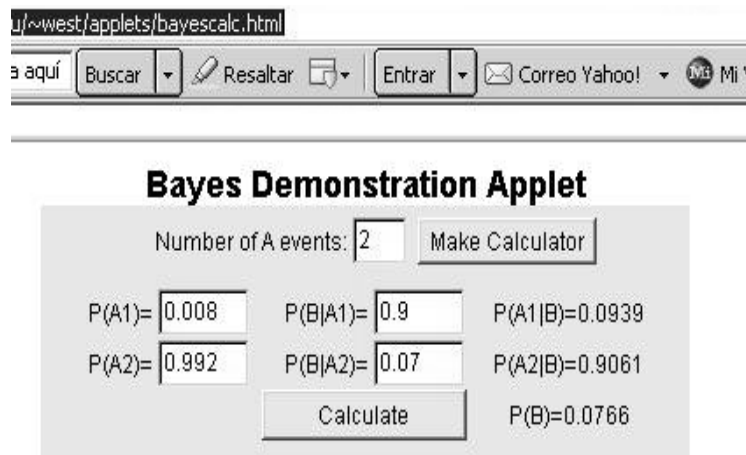 u/~west/applets/bayescalc.html
a aquí Buscar Resaltar Entrar Correo Yahoo! Mi Mi
Bayes Demonstration Applet
Number of A events: 2 Make Calculator
P(A1)= 0.008 P(B|A1)= 0.9 P(A1|B)=0.0939
P(A2)= 0.992 P(B|A2)= 0.07 P(A2|B)=0.9061
Calculate P(B)=0.0766